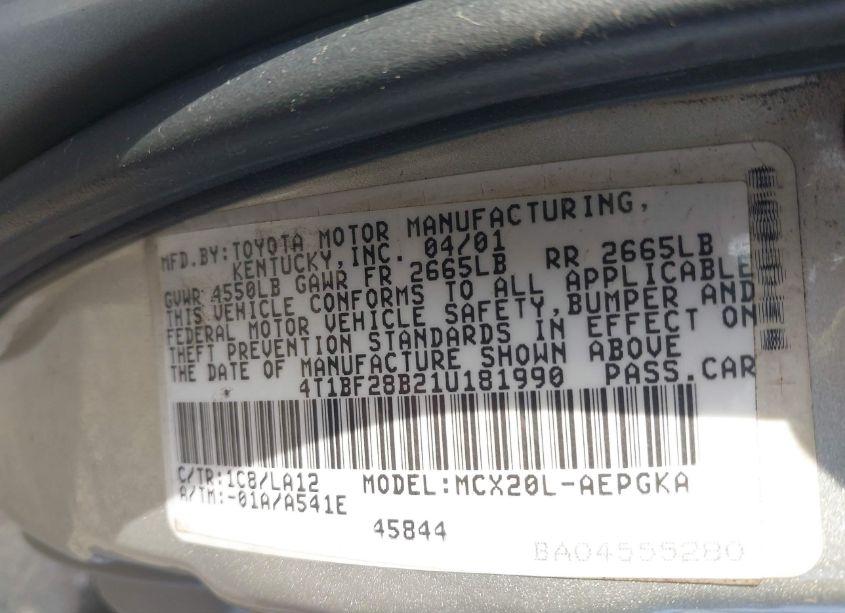 MFD.BY:TOYOTA MOTOR MANUFACTURING,
KENTUCKY,INC. 04/01
GVWR 4550LB GAWR FR 2665LB RR 2665LB
THIS VEHICLE CONFORMS TO ALL APPLICABLE
FEDERAL MOTOR VEHICLE SAFETY,BUMPER AND
THEFT PREVENTION STANDARDS IN EFFECT ON
THE DATE OF MANUFACTURE SHOWN ABOVE
4T1BF28B21U181990 PASS.CAR
C/TR:1C8/LA12 MODEL:MCX20L-AEPGKA
A/TM:-01A/A541E
45844
BA04555280